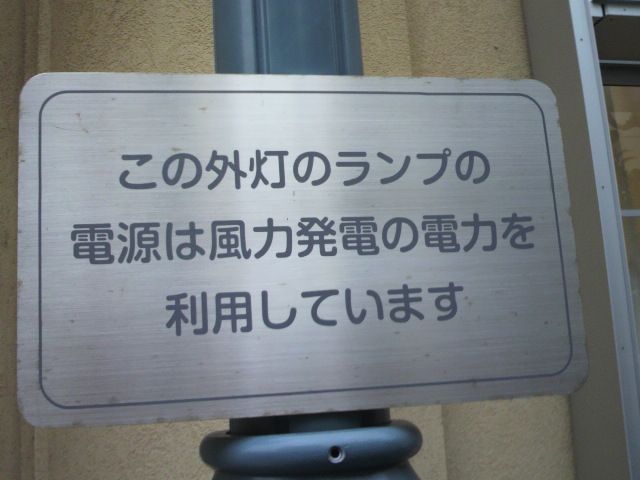 この外灯のランプの
電源は風力発電の電力を
利用しています